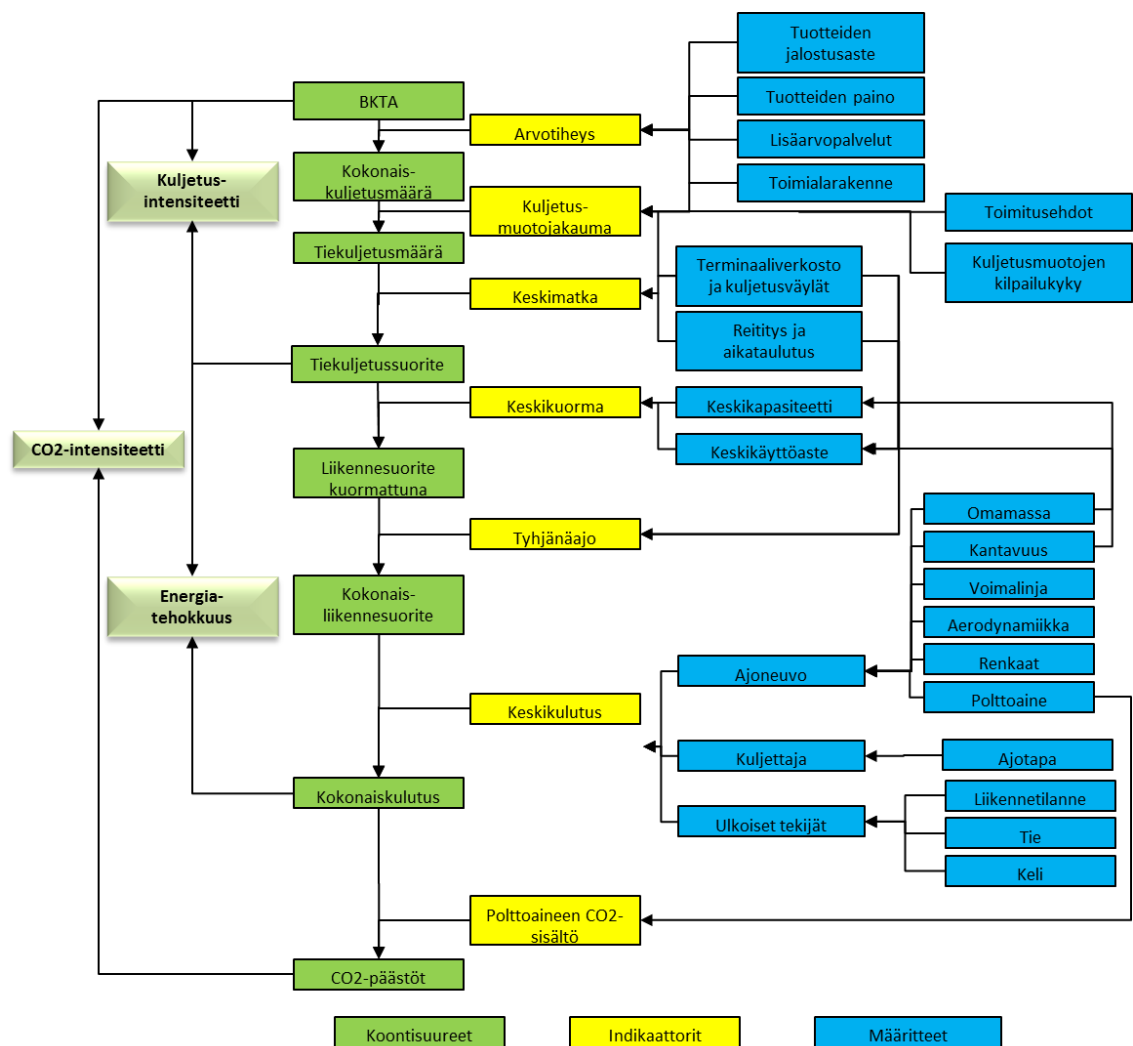 Tuotteiden
jalostusaste
BKTA
Tuotteiden paino
Arvotiheys
Lisäarvopalvelut
Kuljetus-
intensiteetti
Kokonais-
kuljetusmäärä
Toimialarakenne
Kuljetus-
muotojakauma
Toimitusehdot
Tiekuljetusmäärä
Terminaaliverkosto
ja kuljetusväylät
Kuljetusmuotojen
kilpailukyky
Keskimatka
Reititys ja
aikataulutus
Tiekuljetussuorite
Keskikuorma
Keskikapasiteetti
CO2-intensiteetti
Keskikäyttöaste
Liikennesuorite
kuormattuna
Omamassa
Tyhjänäajo
Kantavuus
Energia-
tehokkuus
Kokonais-
liikennesuorite
Voimalinja
Aerodynamiikka
Renkaat
Ajoneuvo
Polttoaine
Keskikulutus
Kuljettaja
Ajotapa
Kokonaiskulutus
Liikennetilanne
Ulkoiset tekijät
Tie
Keli
Polttoaineen CO2-
sisältö
CO2-päästöt
Koontisuureet
Indikaattorit
Määritteet